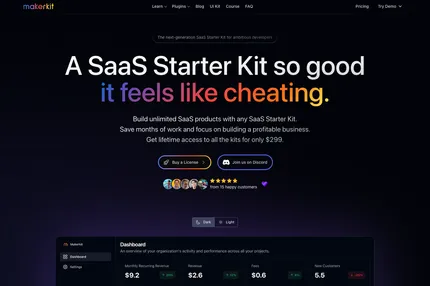 makerkit
Learn Plugins Blog UI Kit Course FAQ
Pricing Try Demo
The next-generation SaaS Starter Kit for ambitious developers
A SaaS Starter Kit so good
it feels like cheating.
Build unlimited SaaS products with any SaaS Starter Kit.
Save months of work and focus on building a profitable business.
Get lifetime access to all the kits for only $299.
Buy a License
Join us on Discord
from 15 happy customers
Dark Light
Makerkit
Dashboard
Settings
Dashboard
An overview of your organization's activity and performance across all your projects.
Monthly Recurring Revenue Revenue Fees New Customers
$9.2 $2.6 $0.6 5.5